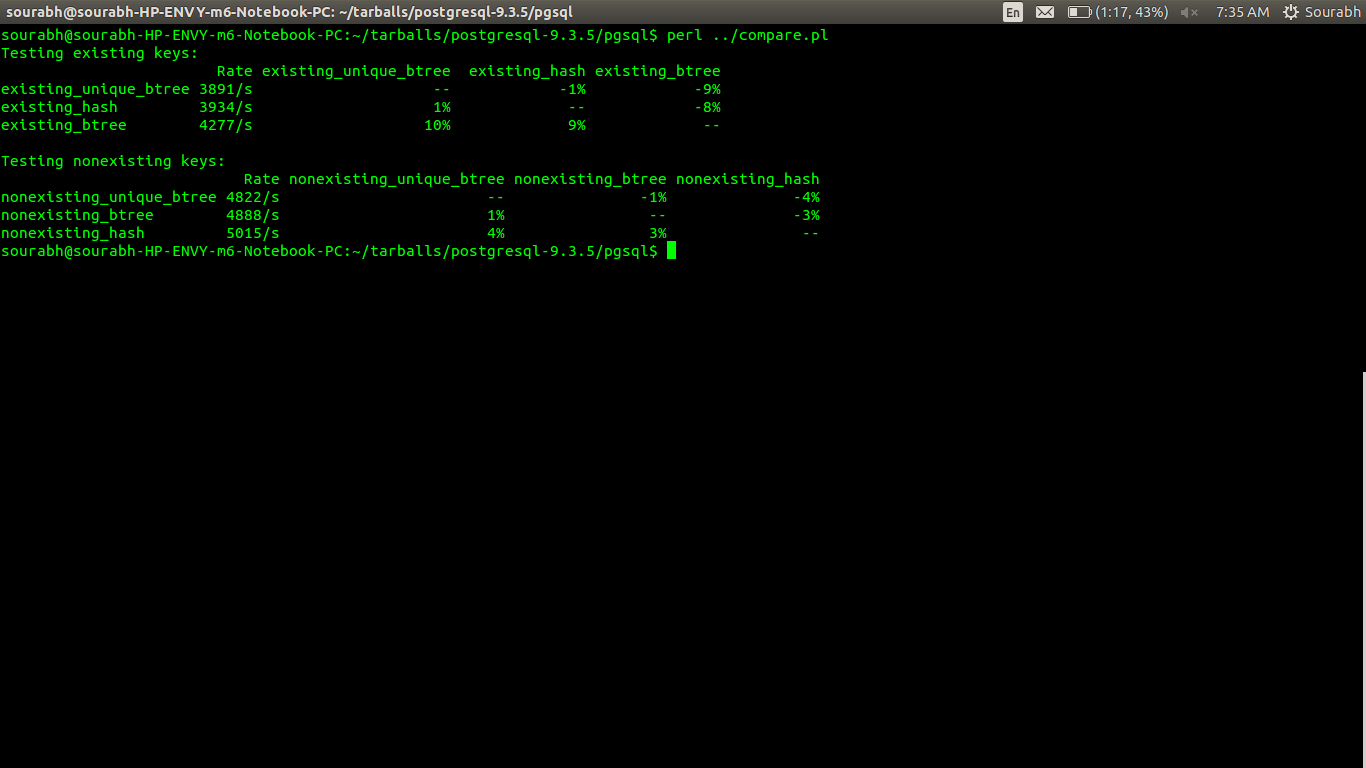 sourabh@sourabh-HP-ENVY-m6-Notebook-PC: ~/tarballs/postgresql-9.3.5/pgsql En (1:17, 43%) 7:35 AM Sourabh
sourabh@sourabh-HP-ENVY-m6-Notebook-PC:~/tarballs/postgresql-9.3.5/pgsql$ perl ../compare.pl
Testing existing keys:
                        Rate existing_unique_btree  existing_hash existing_btree
existing_unique_btree 3891/s                    --            -1%            -9%
existing_hash         3934/s                    1%             --            -8%
existing_btree        4277/s                   10%             9%             --

Testing nonexisting keys:
                           Rate nonexisting_unique_btree nonexisting_btree nonexisting_hash
nonexisting_unique_btree 4822/s                       --               -1%              -4%
nonexisting_btree        4888/s                       1%                --              -3%
nonexisting_hash         5015/s                       4%                3%               --
sourabh@sourabh-HP-ENVY-m6-Notebook-PC:~/tarballs/postgresql-9.3.5/pgsql$